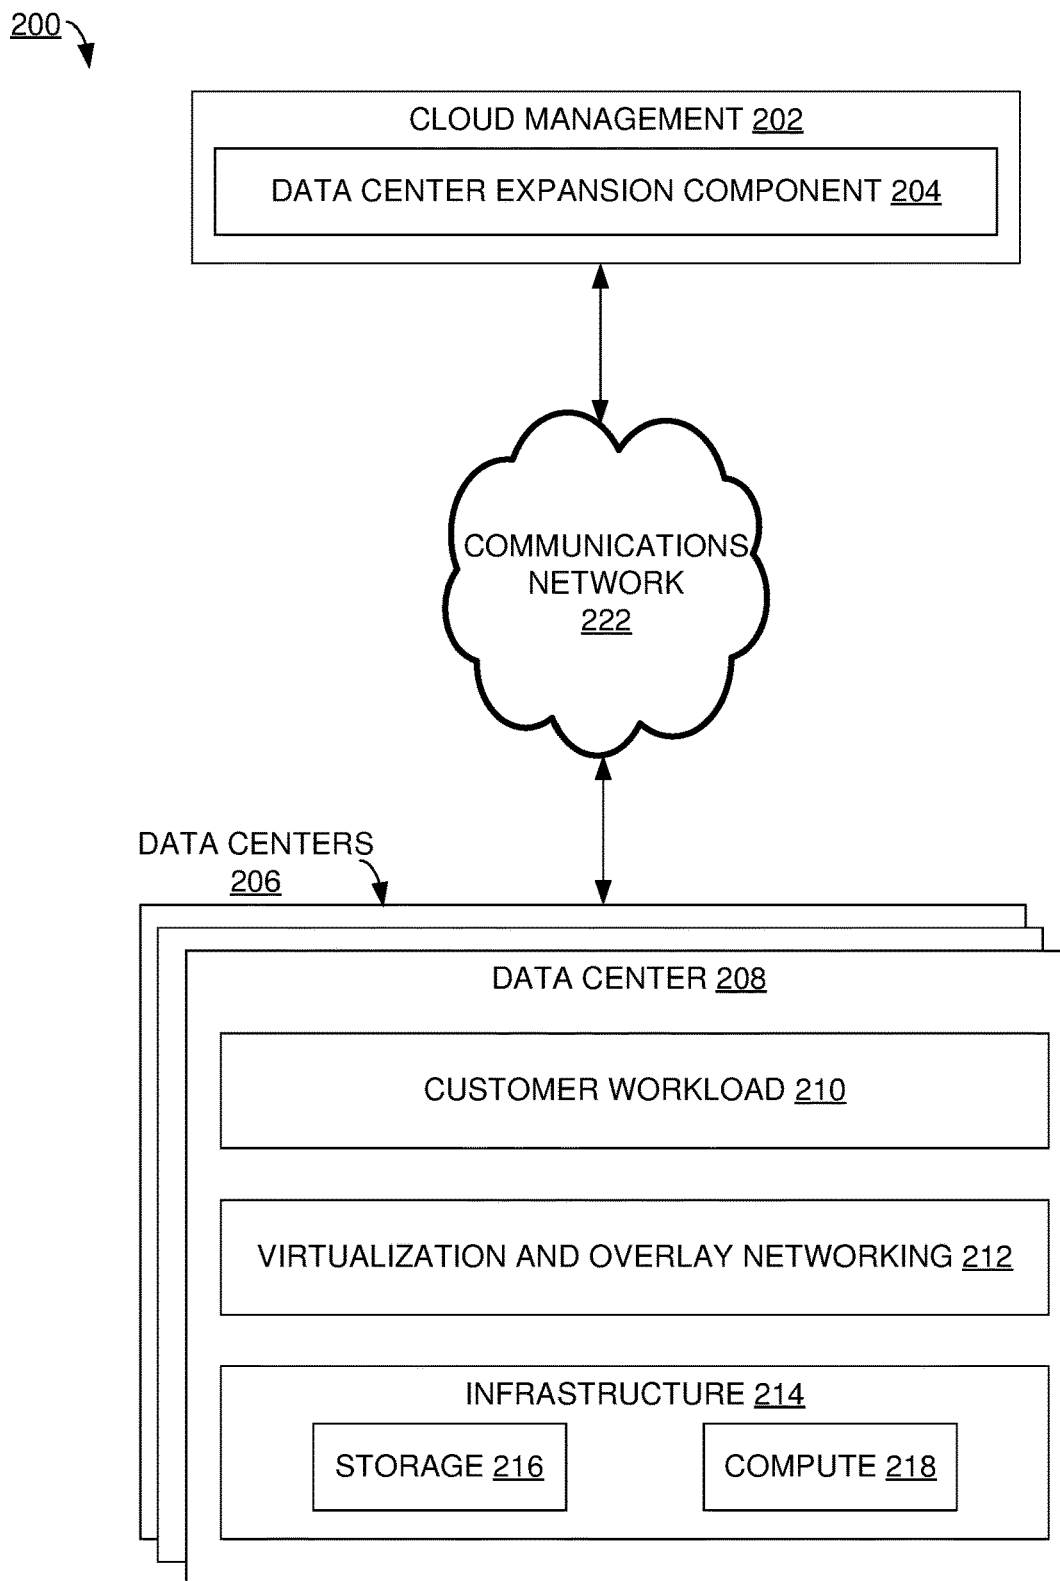 200
CLOUD MANAGEMENT 202
DATA CENTER EXPANSION COMPONENT 204
COMMUNICATIONS
NETWORK
222
DATA CENTERS
206
DATA CENTER 208
CUSTOMER WORKLOAD 210
VIRTUALIZATION AND OVERLAY NETWORKING 212
INFRASTRUCTURE 214
STORAGE 216
COMPUTE 218